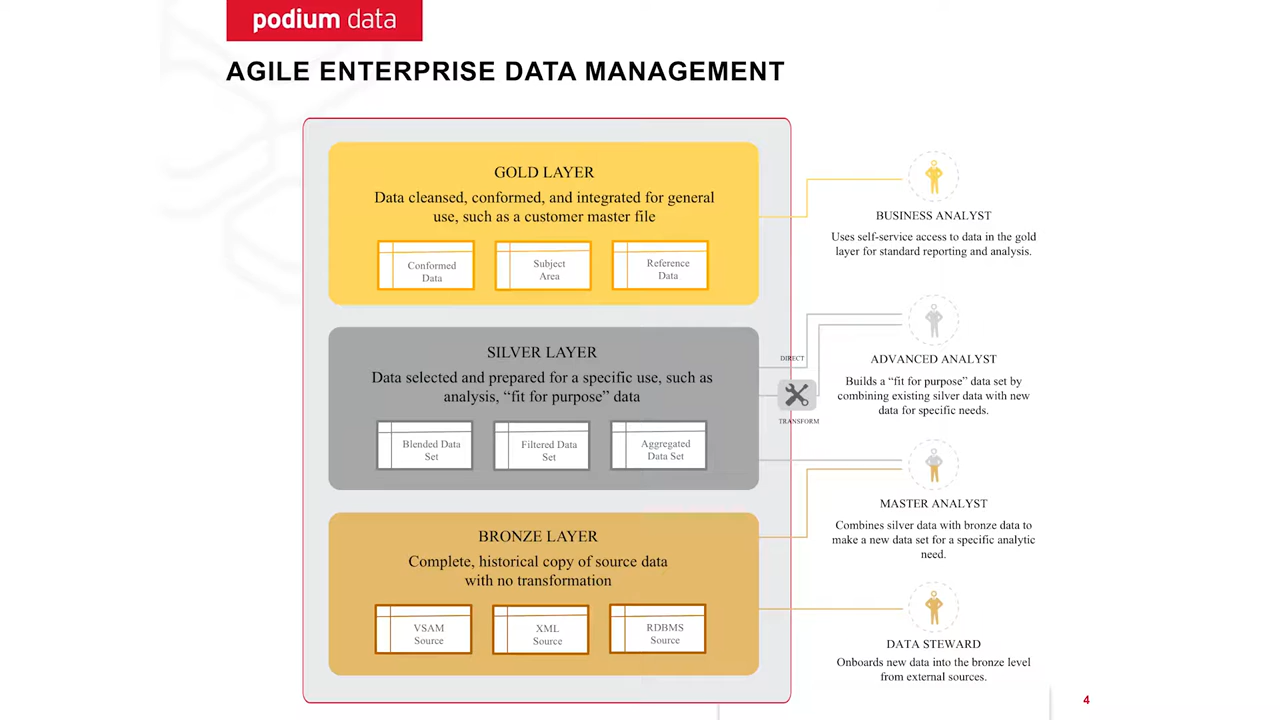 podium data
AGILE ENTERPRISE DATA MANAGEMENT
GOLD LAYER
Data cleansed, conformed, and integrated for general
use, such as a customer master file
Conformed
Data
Subject
Area
Reference
Data
BUSINESS ANALYST
Uses self-service access to data in the gold
layer for standard reporting and analysis.
SILVER LAYER
Data selected and prepared for a specific use, such as
analysis, “fit for purpose” data
Blended Data
Set
Filtered Data
Set
Aggregated
Data Set
DIRECT
TRANSFORM
ADVANCED ANALYST
Builds a “fit for purpose” data set by
combining existing silver data with new
data for specific needs.
MASTER ANALYST
Combines silver data with bronze data to
make a new data set for a specific analytic
need.
BRONZE LAYER
Complete, historical copy of source data
with no transformation
VSAM
Source
XML
Source
RDBMS
Source
DATA STEWARD
Onboards new data into the bronze level
from external sources.
4